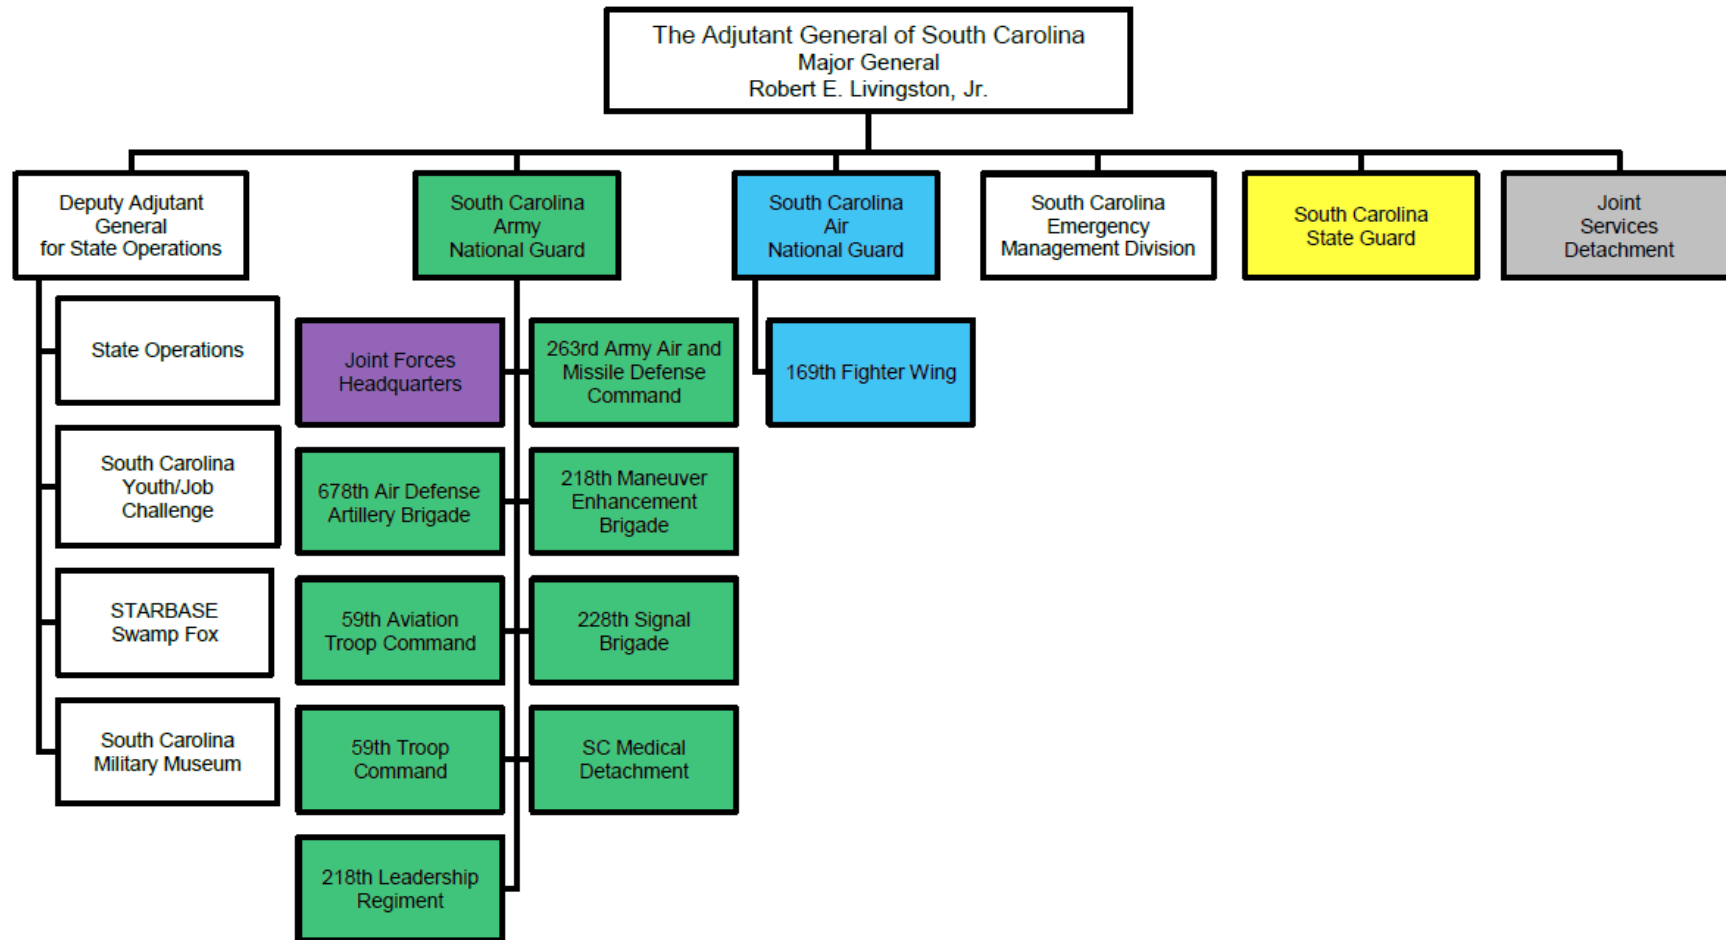 The Adjutant General of South Carolina
Major General
Robert E. Livingston, Jr.
Deputy Adjutant
General
for State Operations
South Carolina
Army
National Guard
South Carolina
Air
National Guard
South Carolina
Emergency
Management Division
South Carolina
State Guard
Joint
Services
Detachment
State Operations
South Carolina
Youth/Job
Challenge
STARBASE
Swamp Fox
South Carolina
Military Museum
Joint Forces
Headquarters
263rd Army Air and
Missile Defense
Command
678th Air Defense
Artillery Brigade
218th Maneuver
Enhancement
Brigade
59th Aviation
Troop Command
228th Signal
Brigade
59th Troop
Command
SC Medical
Detachment
218th Leadership
Regiment
169th Fighter Wing